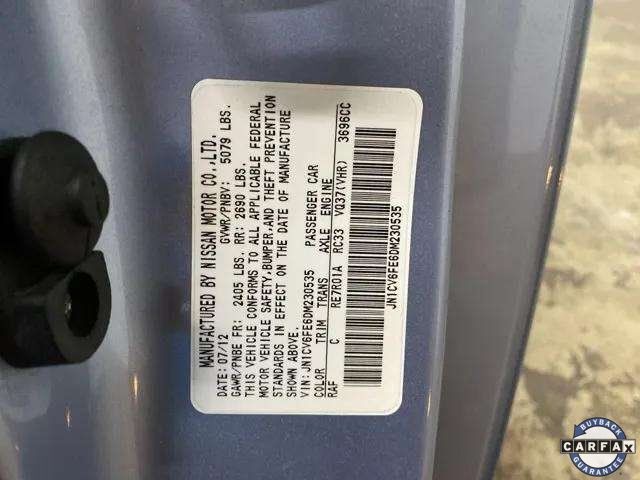 MANUFACTURED BY NISSAN MOTOR CO.,LTD.
DATE: 07/12 GVWR/PNBV: 5079 LBS.
GAWR/PNBE FR: 2405 LBS. RR: 2690 LBS.
THIS VEHICLE CONFORMS TO ALL APPLICABLE FEDERAL
MOTOR VEHICLE SAFETY,BUMPER,AND THEFT PREVENTION
STANDARDS IN EFFECT ON THE DATE OF MANUFACTURE
SHOWN ABOVE.
VIN: JN1CV6FE6DM230535 PASSENGER CAR
COLOR TRIM TRANS AXLE ENGINE
RAF C RE7R01A RC33 VQ37(VHR) 3696CC
JN1CV6FE6DM230535
BUYBACK
CARFAX
GUARANTEE